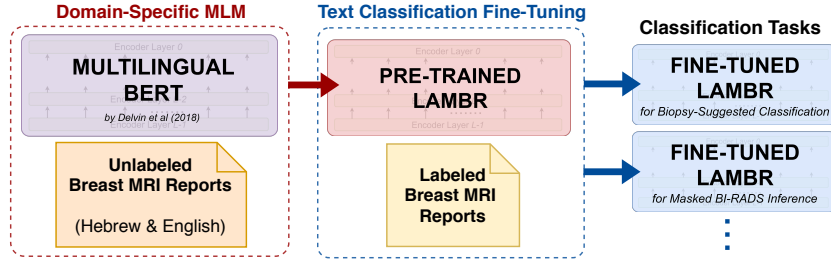 Domain-Specific MLM
Encoder Layer 0
MULTILINGUAL
BERT
by Delvin et al (2018)
Encoder Layer L-1
Unlabeled
Breast MRI Reports
(Hebrew & English)
Text Classification Fine-Tuning
Encoder Layer 0
PRE-TRAINED
LAMBR
Encoder Layer L-1
Labeled
Breast MRI
Reports
Classification Tasks
FINE-TUNED
LAMBR
for Biopsy-Suggested Classification
FINE-TUNED
LAMBR
for Masked BI-RADS Inference